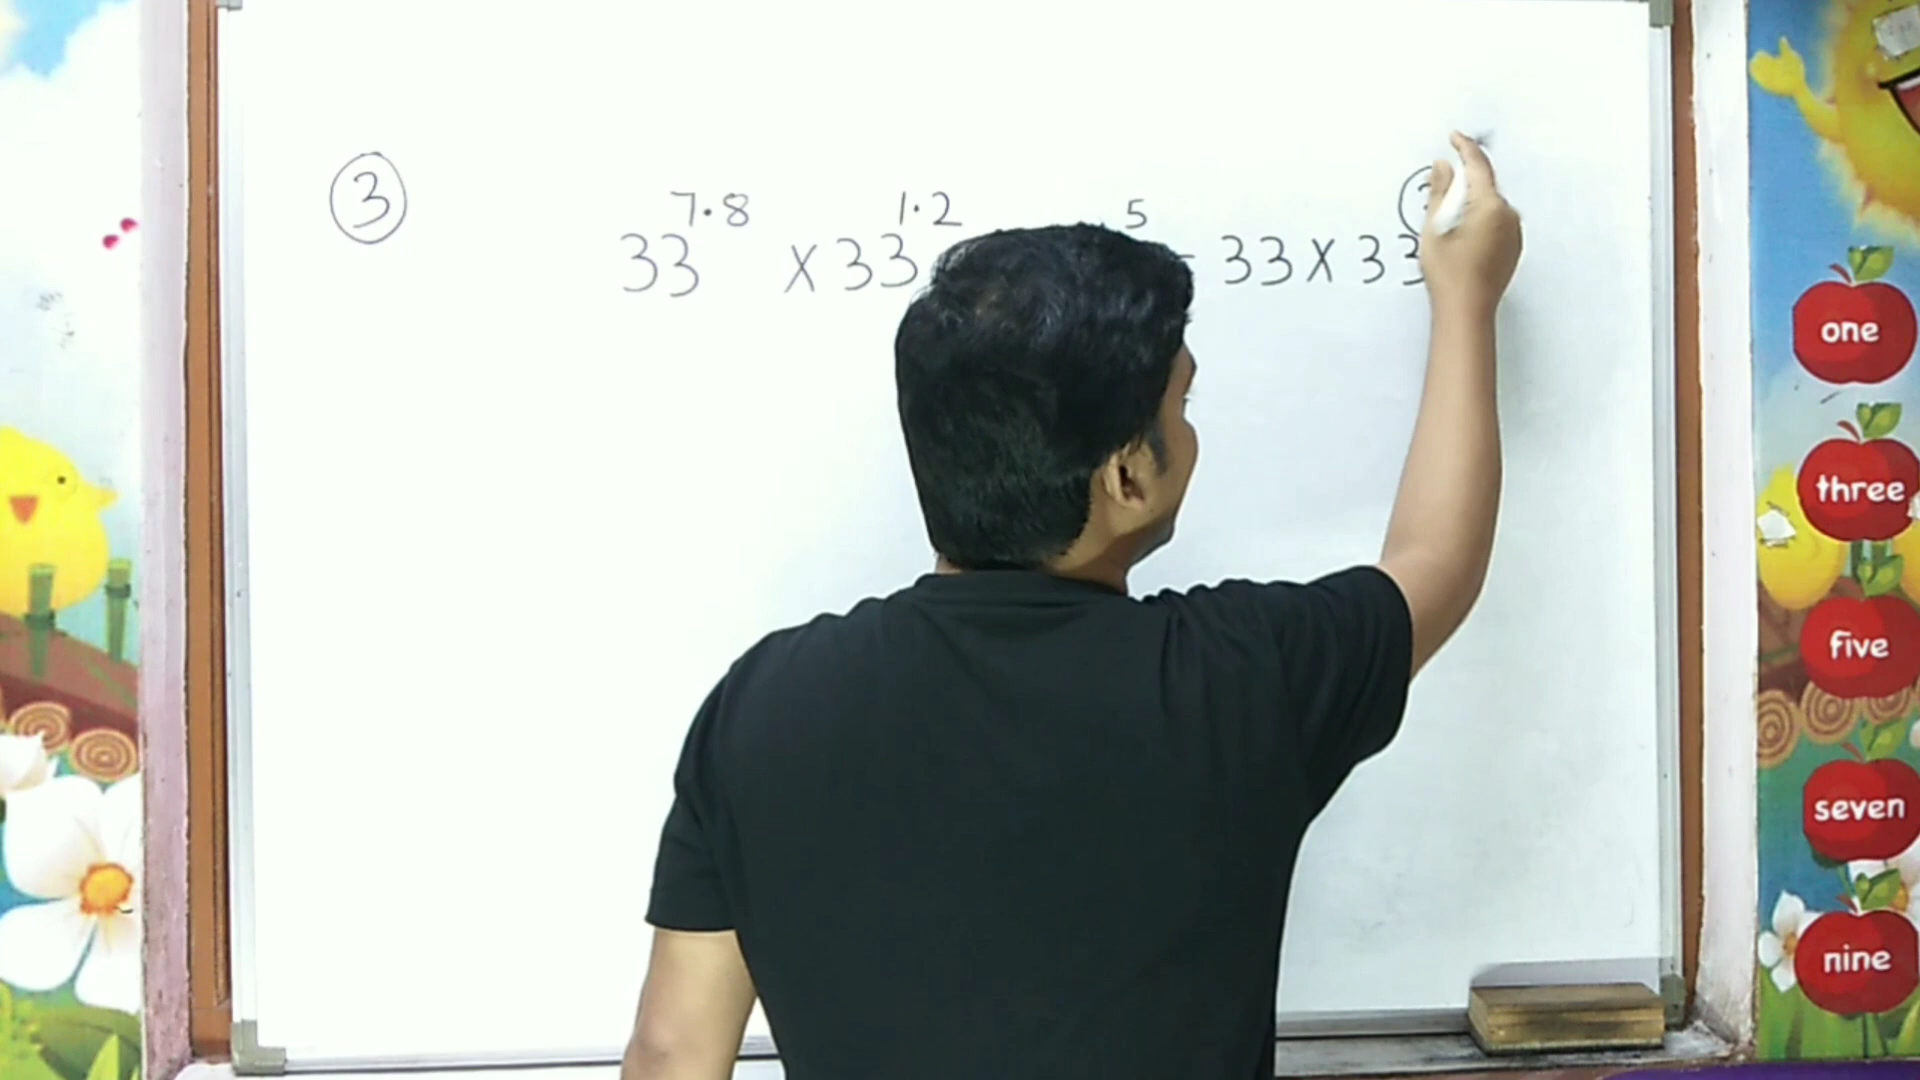 ③ 33^7.8 × 33^1.2 5 33 × 33
one
three
five
seven
nine